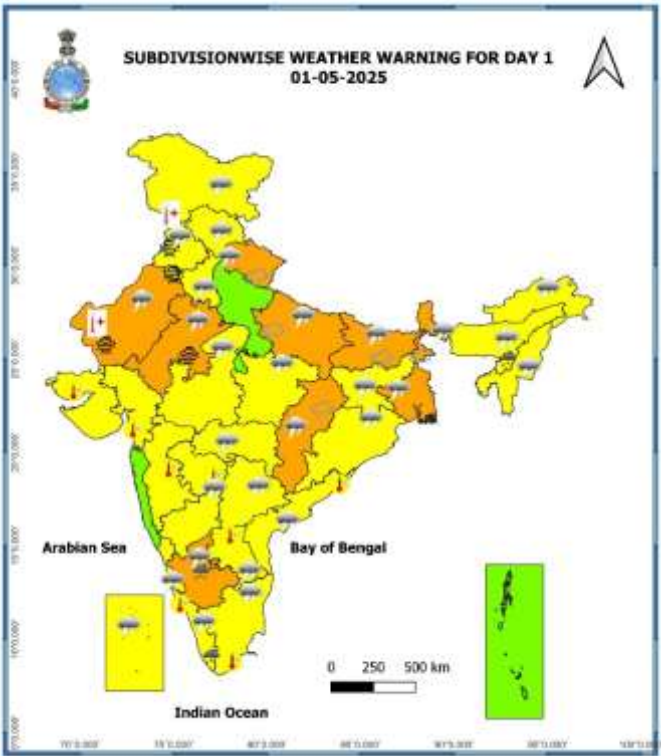 SUBDIVISIONWISE WEATHER WARNING FOR DAY 1
01-05-2025
Arabian Sea
Bay of Bengal
0 250 500 km
Indian Ocean